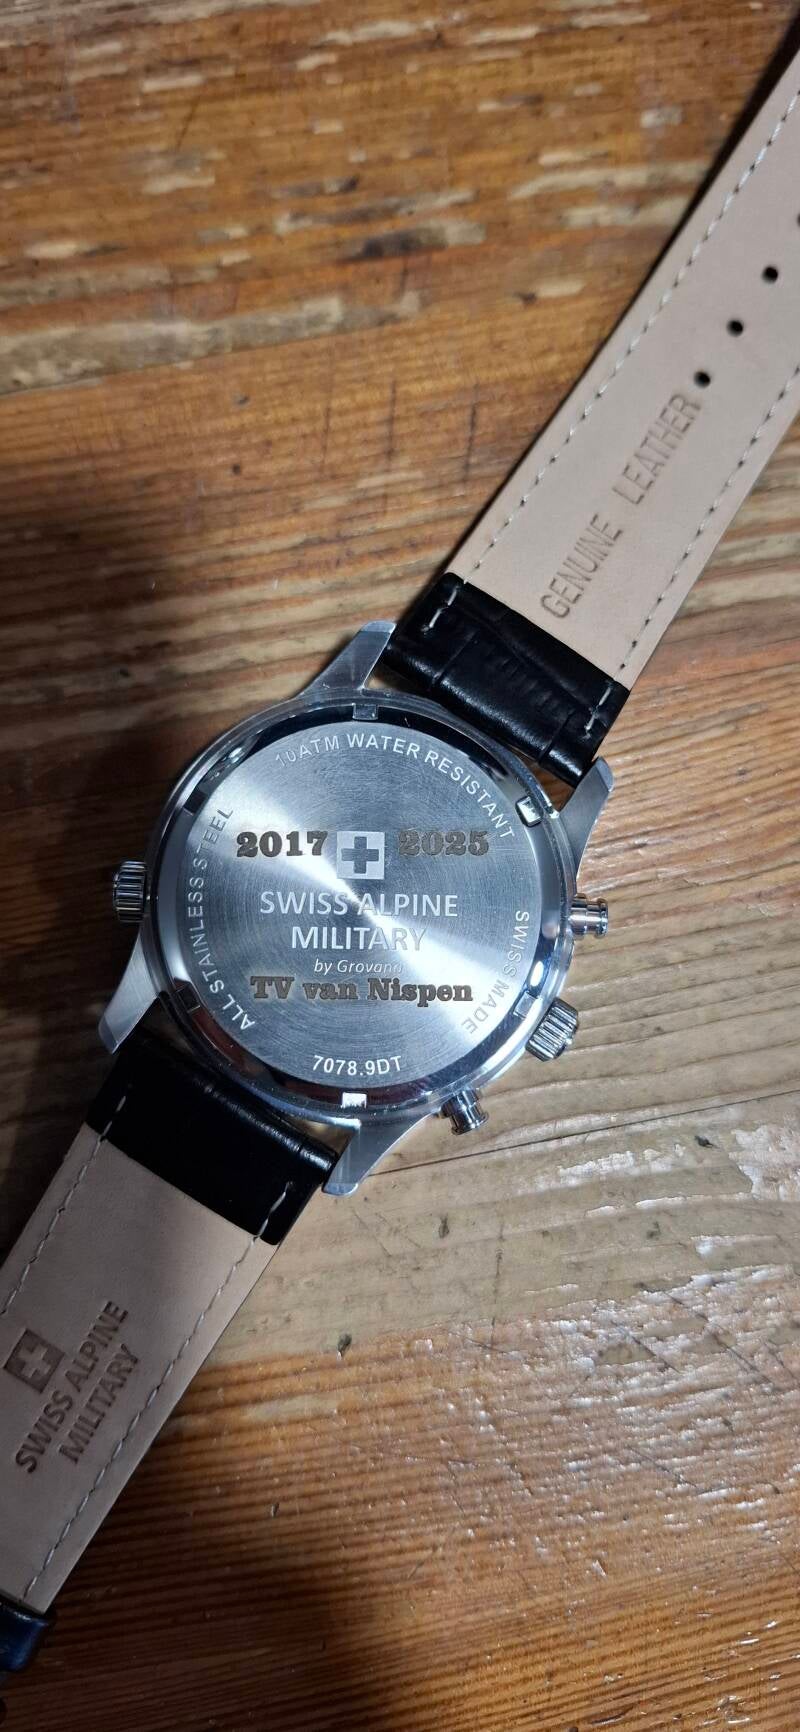 GENUINE LEATHER
10ATM WATER RESISTANT
ALL STAINLESS STEEL
SWISS MADE
2017 2025
SWISS ALPINE
MILITARY
by Grovana
TV van Nispen
7078.9DT
SWISS ALPINE
MILITARY